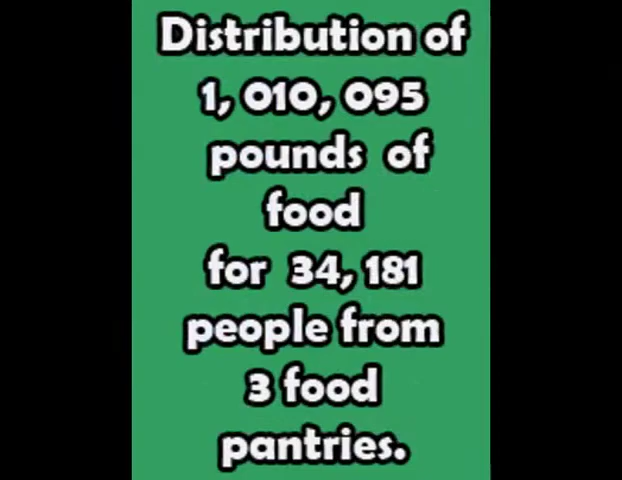 Distribution of
1, 010, 095
pounds of
food
for 34, 181
people from
3 food
pantries.